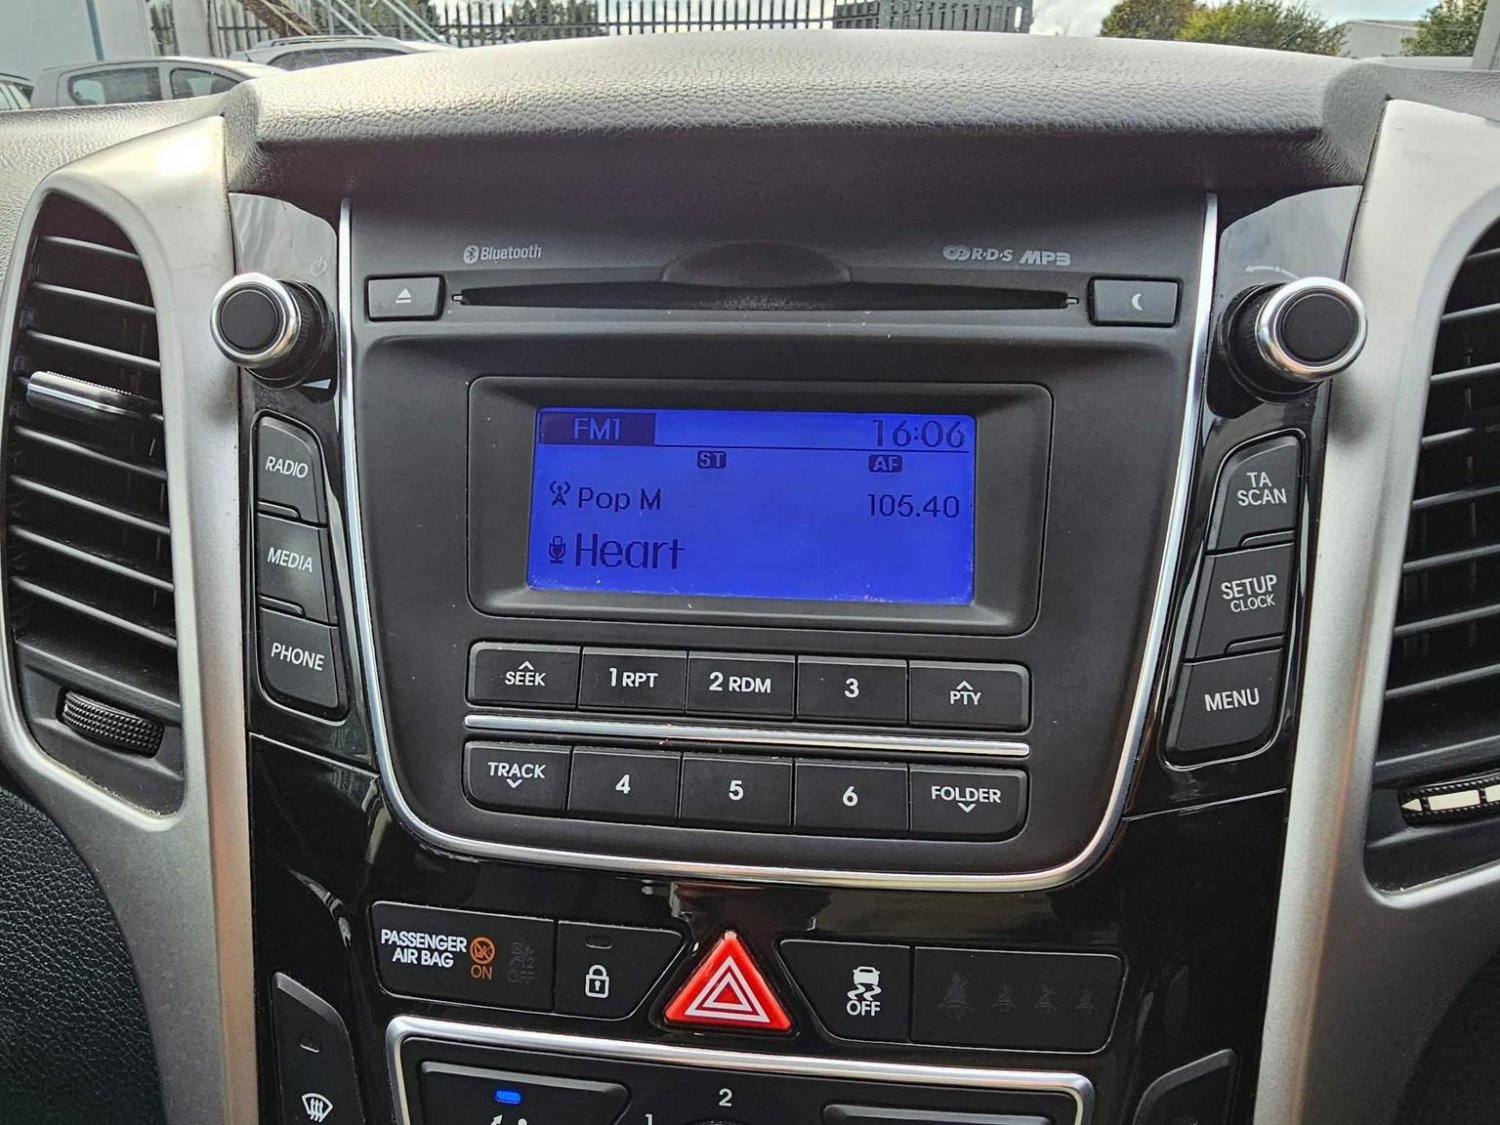 Bluetooth
R·D·S MP3
FM1 16:06
ST AF
Pop M 105.40
Heart
RADIO
MEDIA
PHONE
TA
SCAN
SETUP
CLOCK
MENU
SEEK 1 RPT 2 RDM 3 PTY
TRACK 4 5 6 FOLDER
PASSENGER
AIR BAG
ON
OFF
OFF
2
1